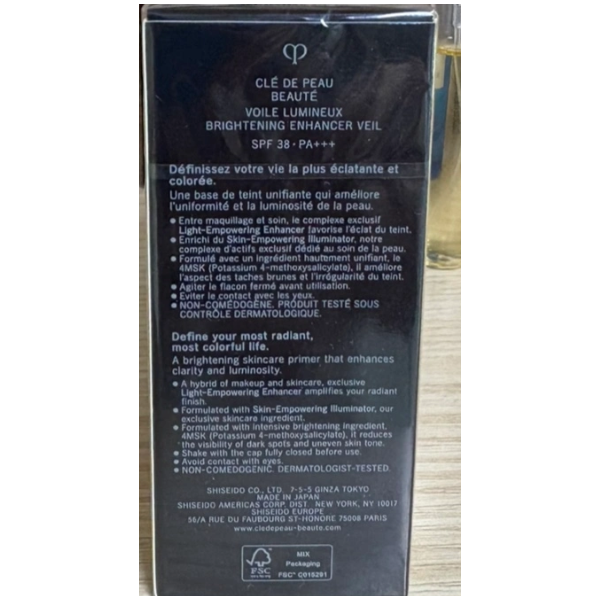 CLÉ DE PEAU
BEAUTÉ
VOILE LUMINEUX
BRIGHTENING ENHANCER VEIL
SPF 38 · PA+++
Définissez votre vie la plus éclatante et
colorée.
Une base de teint unifiante qui améliore
l'uniformité et la luminosité de la peau.
● Entre maquillage et soin, le complexe exclusif
Light-Empowering Enhancer favorise l'éclat du teint.
● Enrichi du Skin-Empowering Illuminator, notre
complexe d'actifs exclusif dédié au soin de la peau.
● Formulé avec un ingrédient hautement unifiant, le
4MSK (Potassium 4-methoxysalicylate), il améliore
l'aspect des taches brunes et l'irrégularité du teint.
● Agiter le flacon fermé avant utilisation.
● Eviter le contact avec les yeux.
● NON-COMÉDOGÈNE. PRODUIT TESTÉ SOUS
CONTRÔLE DERMATOLOGIQUE.
Define your most radiant,
most colorful life.
A brightening skincare primer that enhances
clarity and luminosity.
● A hybrid of makeup and skincare, exclusive
Light-Empowering Enhancer amplifies your radiant
finish.
● Formulated with Skin-Empowering Illuminator, our
exclusive skincare ingredient.
● Formulated with intensive brightening ingredient,
4MSK (Potassium 4-methoxysalicylate), it reduces
the visibility of dark spots and uneven skin tone.
● Shake with the cap fully closed before use.
● Avoid contact with eyes.
● NON-COMEDOGENIC. DERMATOLOGIST-TESTED.
SHISEIDO CO., LTD. 7-5-5 GINZA TOKYO
MADE IN JAPAN
SHISEIDO AMERICAS CORP. DIST. NEW YORK, NY 10017
SHISEIDO EUROPE
56/A RUE DU FAUBOURG ST-HONORE 75008 PARIS
www.cledepeau-beaute.com
FSC
MIX
Packaging
FSC® C015291